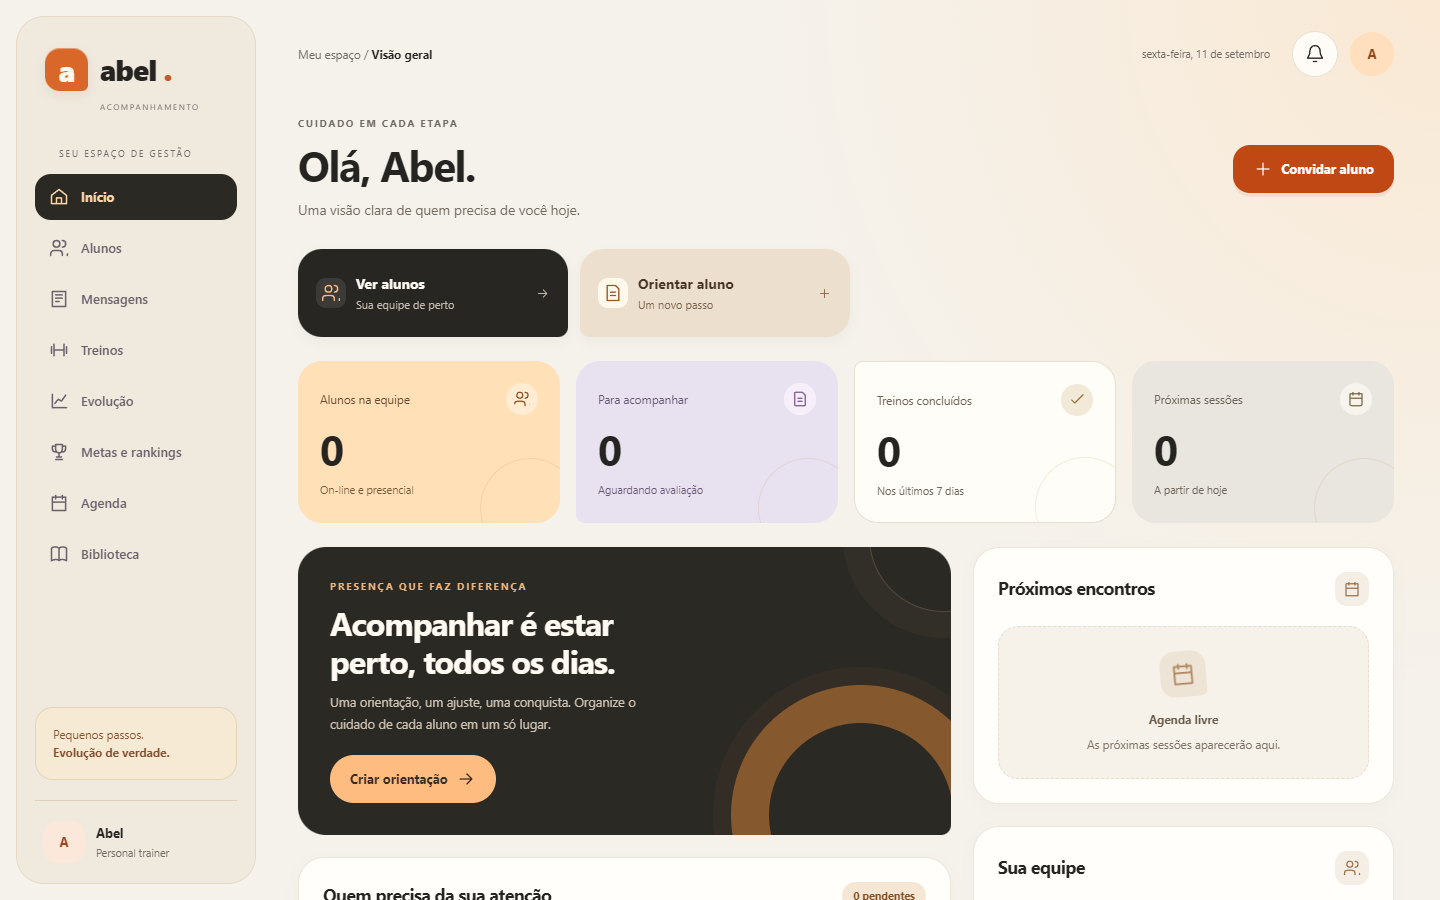 a abel .
ACOMPANHAMENTO
SEU ESPAÇO DE GESTÃO
Início
Alunos
Mensagens
Treinos
Evolução
Metas e rankings
Agenda
Biblioteca
Pequenos passos.
Evolução de verdade.
A
Abel
Personal trainer
Meu espaço / Visão geral
sexta-feira, 11 de setembro
A
CUIDADO EM CADA ETAPA
Olá, Abel.
Uma visão clara de quem precisa de você hoje.
Convidar aluno
Ver alunos
Sua equipe de perto
Orientar aluno
Um novo passo
Alunos na equipe
0
On-line e presencial
Para acompanhar
0
Aguardando avaliação
Treinos concluídos
0
Nos últimos 7 dias
Próximas sessões
0
A partir de hoje
PRESENÇA QUE FAZ DIFERENÇA
Acompanhar é estar
perto, todos os dias.
Uma orientação, um ajuste, uma conquista. Organize o
cuidado de cada aluno em um só lugar.
Criar orientação
Próximos encontros
Agenda livre
As próximas sessões aparecerão aqui.
Quem precisa da sua atenção
0 pendentes
Sua equipe